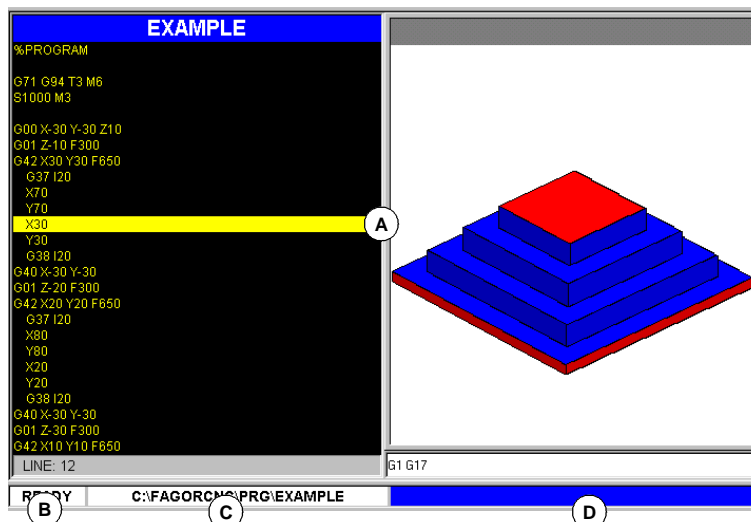 EXAMPLE
%PROGRAM
G71 G94 T3 M6
S1000 M3
G00 X-30 Y-30 Z10
G01 Z-10 F300
G42 X30 Y30 F650
G37 I20
X70
Y70
X30
Y30
G38 I20
G40 X-30 Y-30
G01 Z-20 F300
G42 X20 Y20 F650
G37 I20
X80
Y80
X20
Y20
G38 I20
G40 X-30 Y-30
G01 Z-30 F300
G42 X10 Y10 F650
LINE: 12
A
G1 G17
READY
C:\FAGORCNC\PRG\EXAMPLE
B
C
D